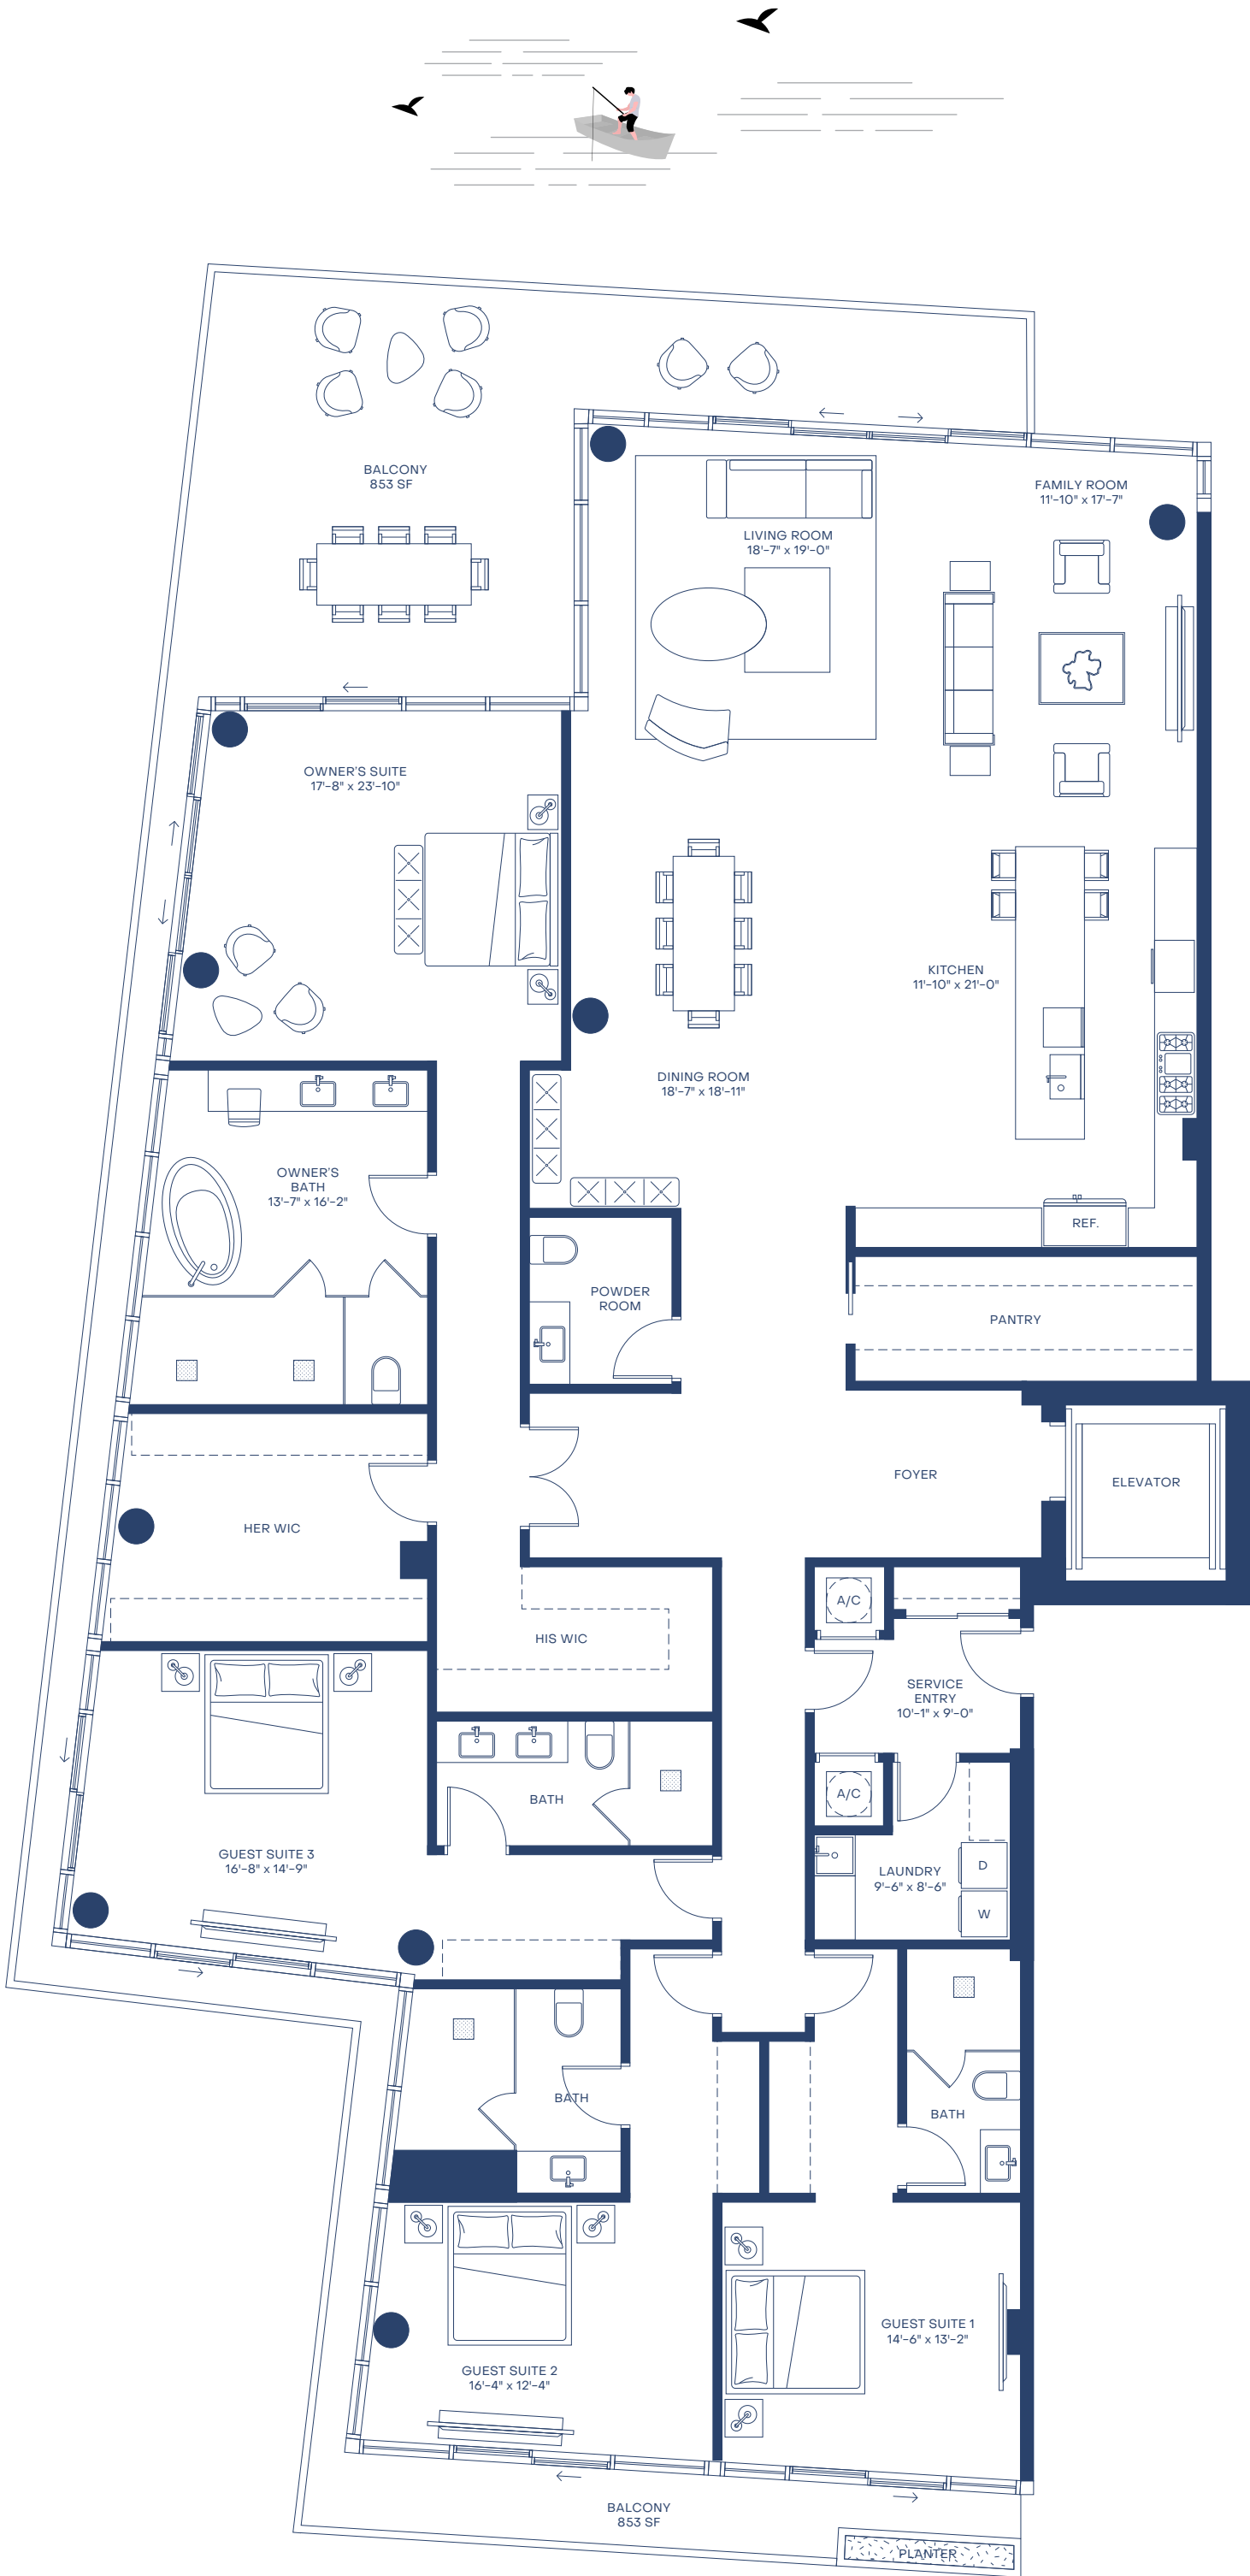 BALCONY
853 SF
FAMILY ROOM
11'-10" x 17'-7"
LIVING ROOM
18'-7" x 19'-0"
OWNER'S SUITE
17'-8" x 23'-10"
KITCHEN
11'-10" x 21'-0"
DINING ROOM
18'-7" x 18'-11"
OWNER'S
BATH
13'-7" x 16'-2"
REF.
POWDER
ROOM
PANTRY
FOYER
ELEVATOR
HER WIC
A/C
HIS WIC
SERVICE
ENTRY
10'-1" x 9'-0"
A/C
BATH
GUEST SUITE 3
16'-8" x 14'-9"
LAUNDRY
9'-6" x 8'-6"
D
W
BATH
BATH
GUEST SUITE 1
14'-6" x 13'-2"
GUEST SUITE 2
16'-4" x 12'-4"
BALCONY
853 SF
PLANTER